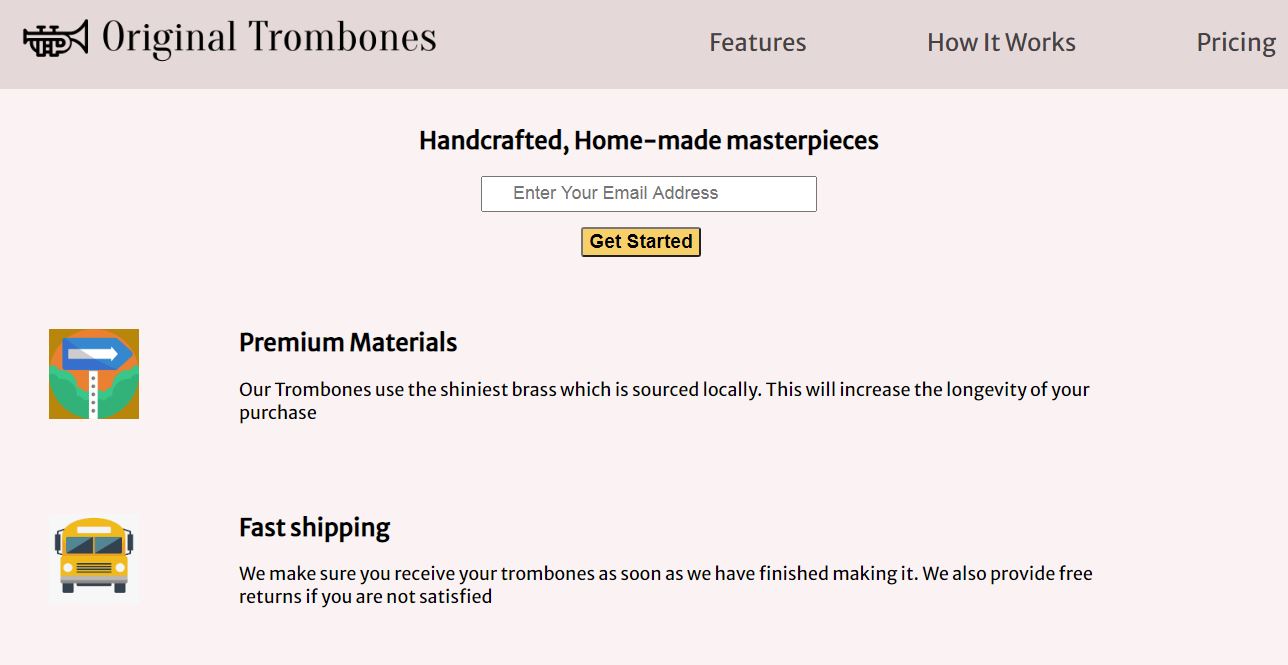 Original Trombones
Features
How It Works
Pricing
Handcrafted, Home-made masterpieces
Enter Your Email Address
Get Started
Premium Materials
Our Trombones use the shiniest brass which is sourced locally. This will increase the longevity of your
purchase
Fast shipping
We make sure you receive your trombones as soon as we have finished making it. We also provide free
returns if you are not satisfied